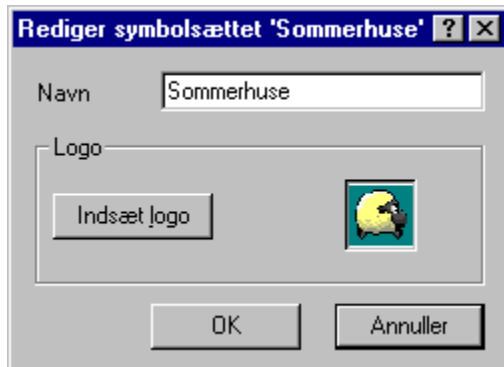 Rediger symbolsættet 'Sommerhuse' ?
Navn Sommerhuse
Logo
Indsæt logo
OK Annuller